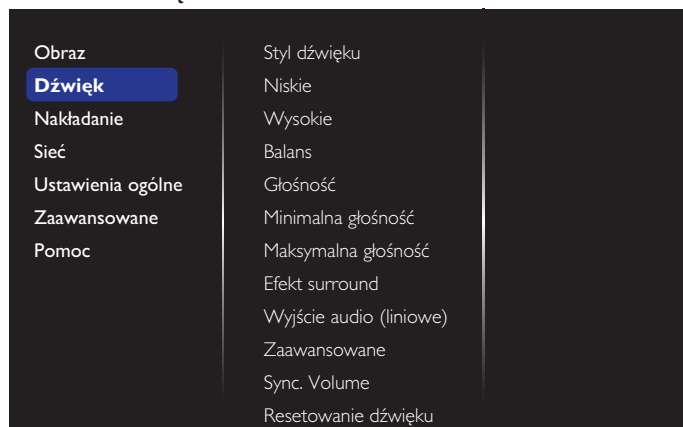 Obraz
Dźwięk
Nakładanie
Sieć
Ustawienia ogólne
Zaawansowane
Pomoc
Styl dźwięku
Niskie
Wysokie
Balans
Głośność
Minimalna głośność
Maksymalna głośność
Efekt surround
Wyjście audio (liniowe)
Zaawansowane
Sync. Volume
Resetowanie dźwięku